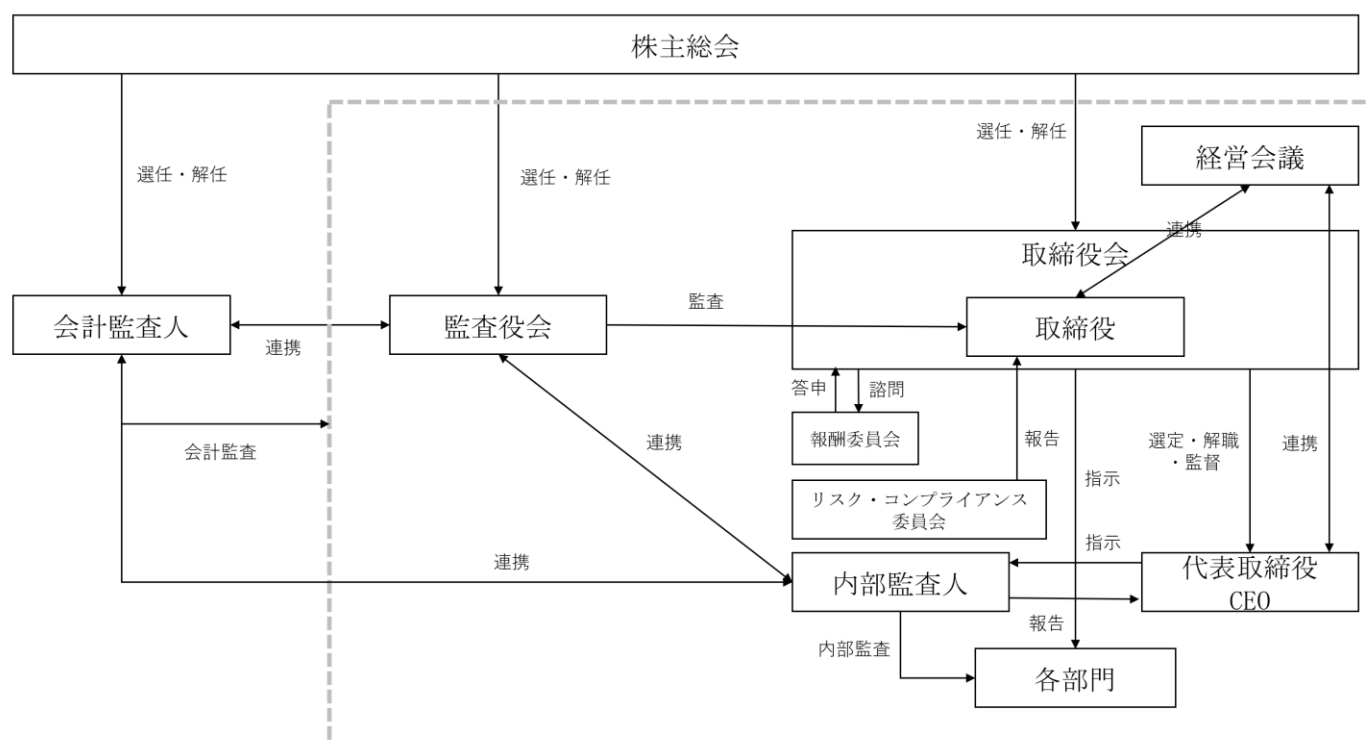 株主総会
選任・解任
選任・解任
選任・解任
経営会議
連携
取締役会
会計監査人
連携
監査役会
監査
取締役
答申
諮問
報酬委員会
報告
選定・解職
・監督
連携
会計監査
連携
指示
リスク・コンプライアンス
委員会
指示
連携
内部監査人
代表取締役
CEO
報告
内部監査
各部門